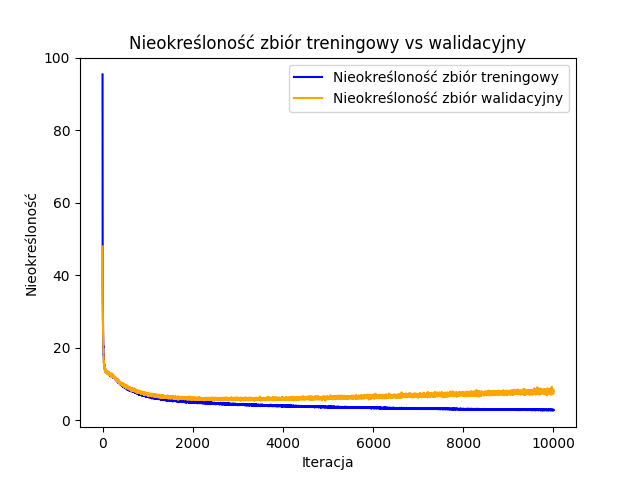 Nieokreśloność zbiór treningowy vs walidacyjny
Nieokreśloność zbiór treningowy
Nieokreśloność zbiór walidacyjny
Nieokreśloność
100
80
60
40
20
0
0 2000 4000 6000 8000 10000
Iteracja